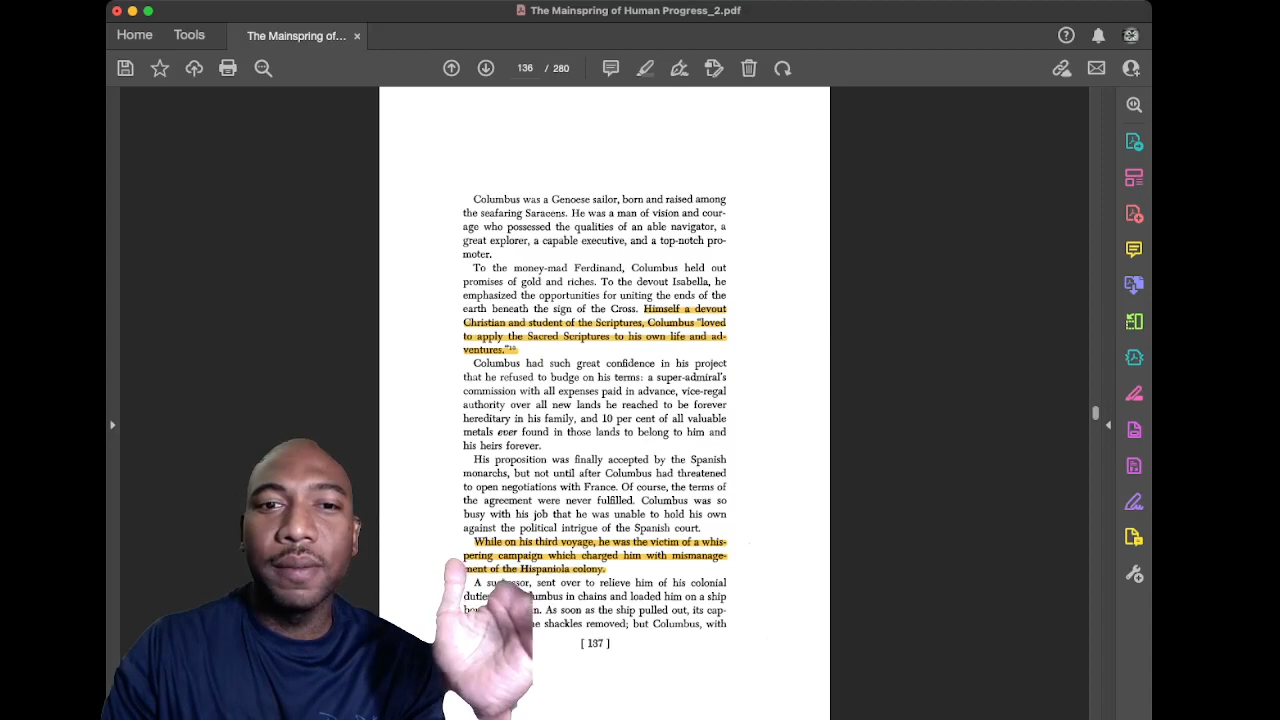 The Mainspring of Human Progress_2.pdf
Home Tools The Mainspring of... ×
136 / 280
Columbus was a Genoese sailor, born and raised among
the seafaring Saracens. He was a man of vision and cour-
age who possessed the qualities of an able navigator, a
great explorer, a capable executive, and a top-notch pro-
moter.
To the money-mad Ferdinand, Columbus held out
promises of gold and riches. To the devout Isabella, he
emphasized the opportunities for uniting the ends of the
earth beneath the sign of the Cross. Himself a devout
Christian and student of the Scriptures, Columbus "loved
to apply the Sacred Scriptures to his own life and ad-
ventures."
Columbus had such great confidence in his project
that he refused to budge on his terms: a super-admiral's
commission with all expenses paid in advance, vice-regal
authority over all new lands he reached to be forever
hereditary in his family, and 10 per cent of all valuable
metals ever found in those lands to belong to him and
his heirs forever.
His proposition was finally accepted by the Spanish
monarchs, but not until after Columbus had threatened
to open negotiations with France. Of course, the terms of
the agreement were never fulfilled. Columbus was so
busy with his job that he was unable to hold his own
against the political intrigue of the Spanish court.
While on his third voyage, he was the victim of a whis-
pering campaign which charged him with mismanage-
ment of the Hispaniola colony.
A sent over to relieve him of his colonial
in chains and loaded him on a ship
As soon as the ship pulled out, its cap-
shackles removed; but Columbus, with
[ 137 ]